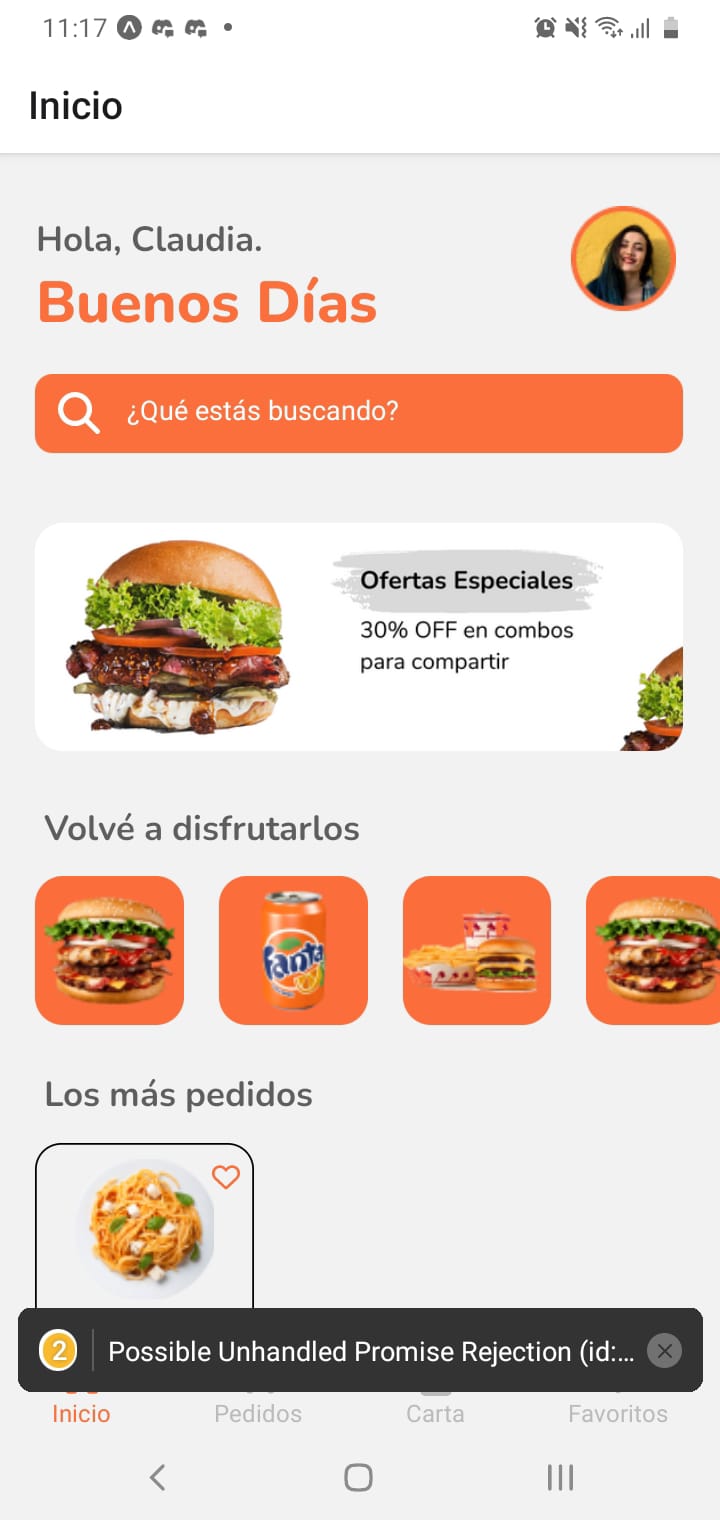 11:17
Inicio
Hola, Claudia.
Buenos Días
¿Qué estás buscando?
Ofertas Especiales
30% OFF en combos
para compartir
Volvé a disfrutarlos
Fanta
Los más pedidos
2 Possible Unhandled Promise Rejection (id:...
Inicio Pedidos Carta Favoritos